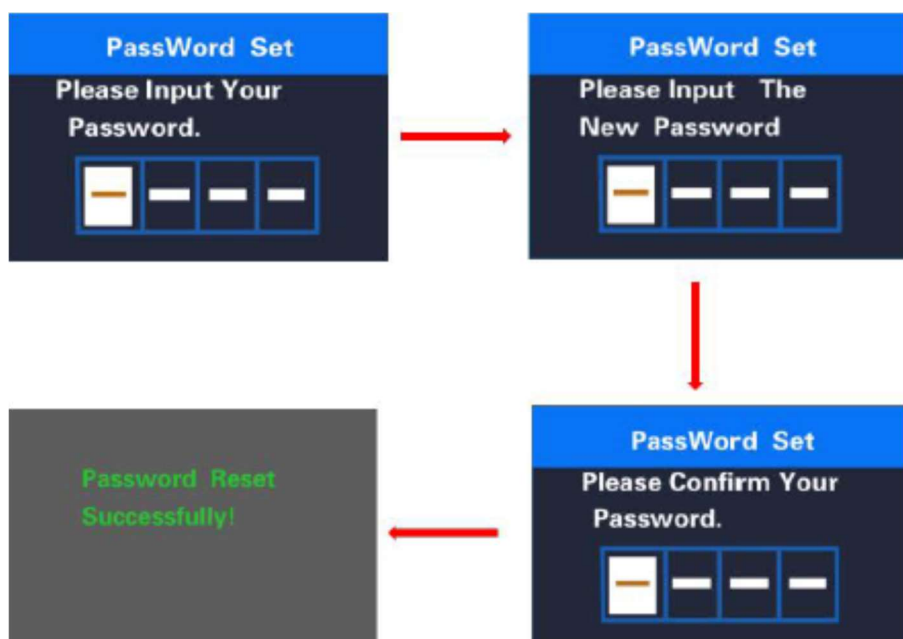 PassWord Set
Please Input Your
Password.
PassWord Set
Please Input The
New Password
PassWord Set
Please Confirm Your
Password.
Password Reset
Successfully!